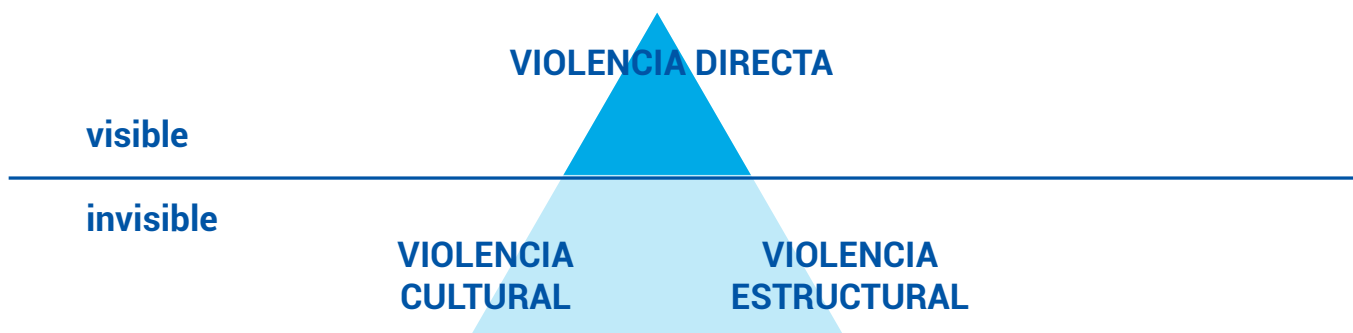 VIOLENCIA DIRECTA
visible
invisible
VIOLENCIA
CULTURAL
VIOLENCIA
ESTRUCTURAL